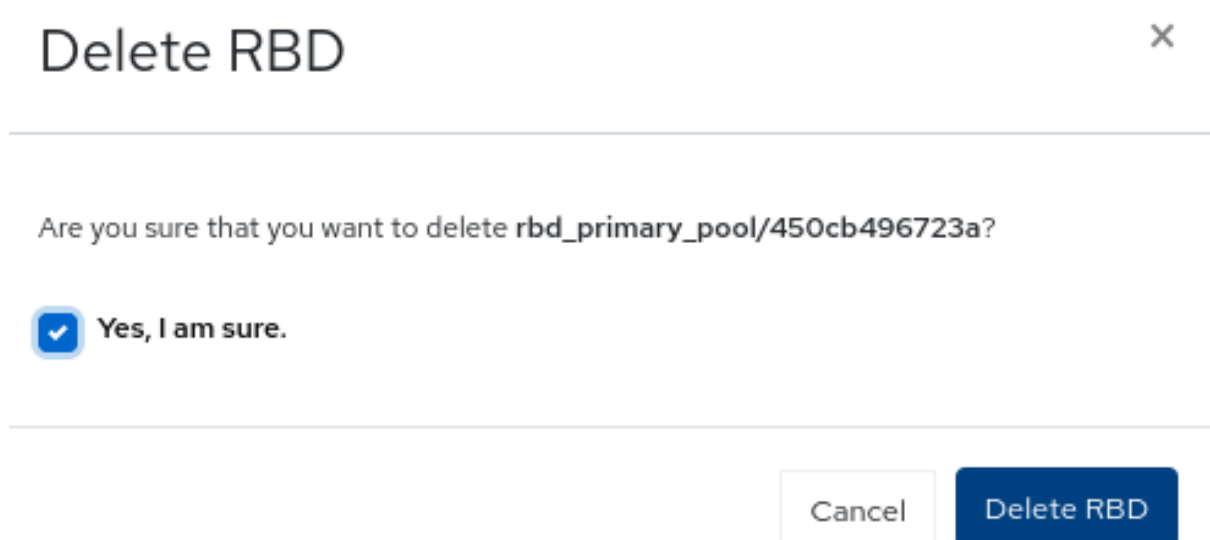 Delete RBD
Are you sure that you want to delete rbd_primary_pool/450cb496723a?
Yes, I am sure.
Cancel Delete RBD